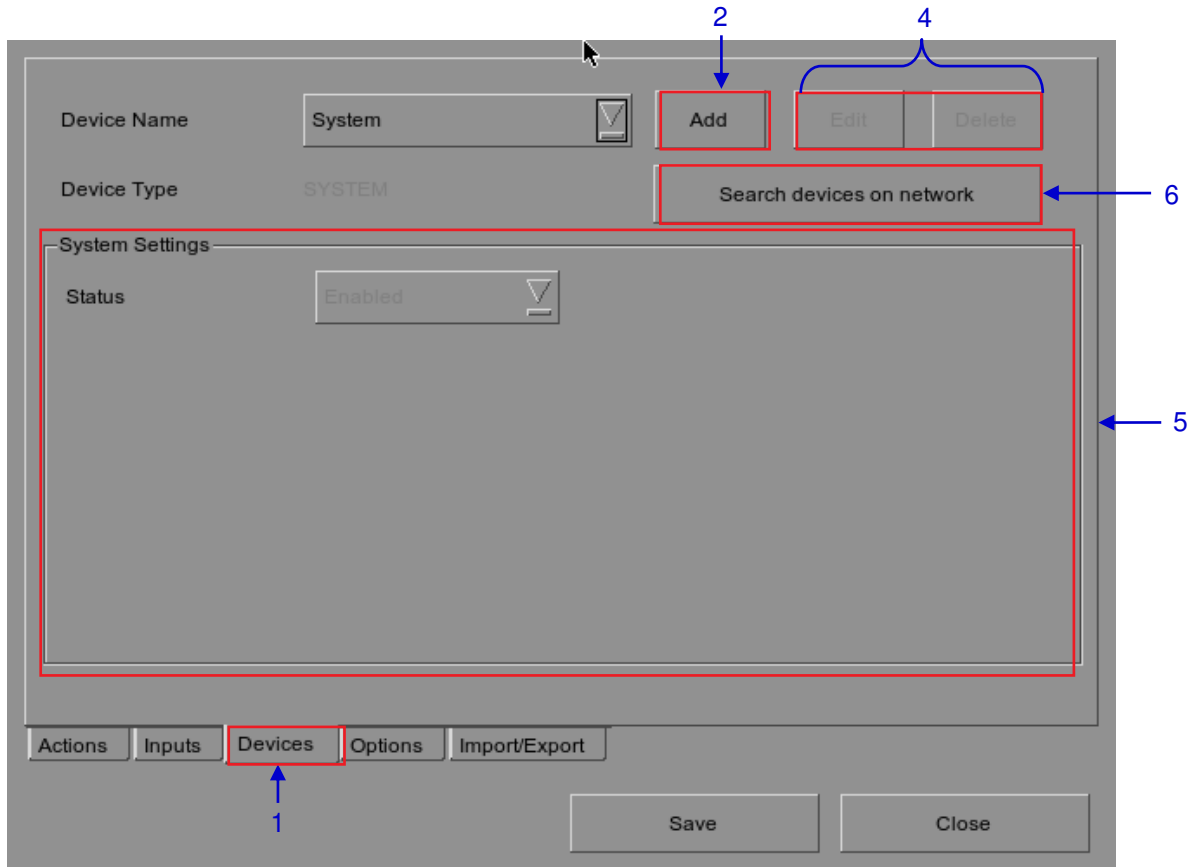 2 4
Device Name System Add Edit Delete
Device Type SYSTEM Search devices on network 6
System Settings
Status Enabled
5
Actions Inputs Devices Options Import/Export
1
Save Close